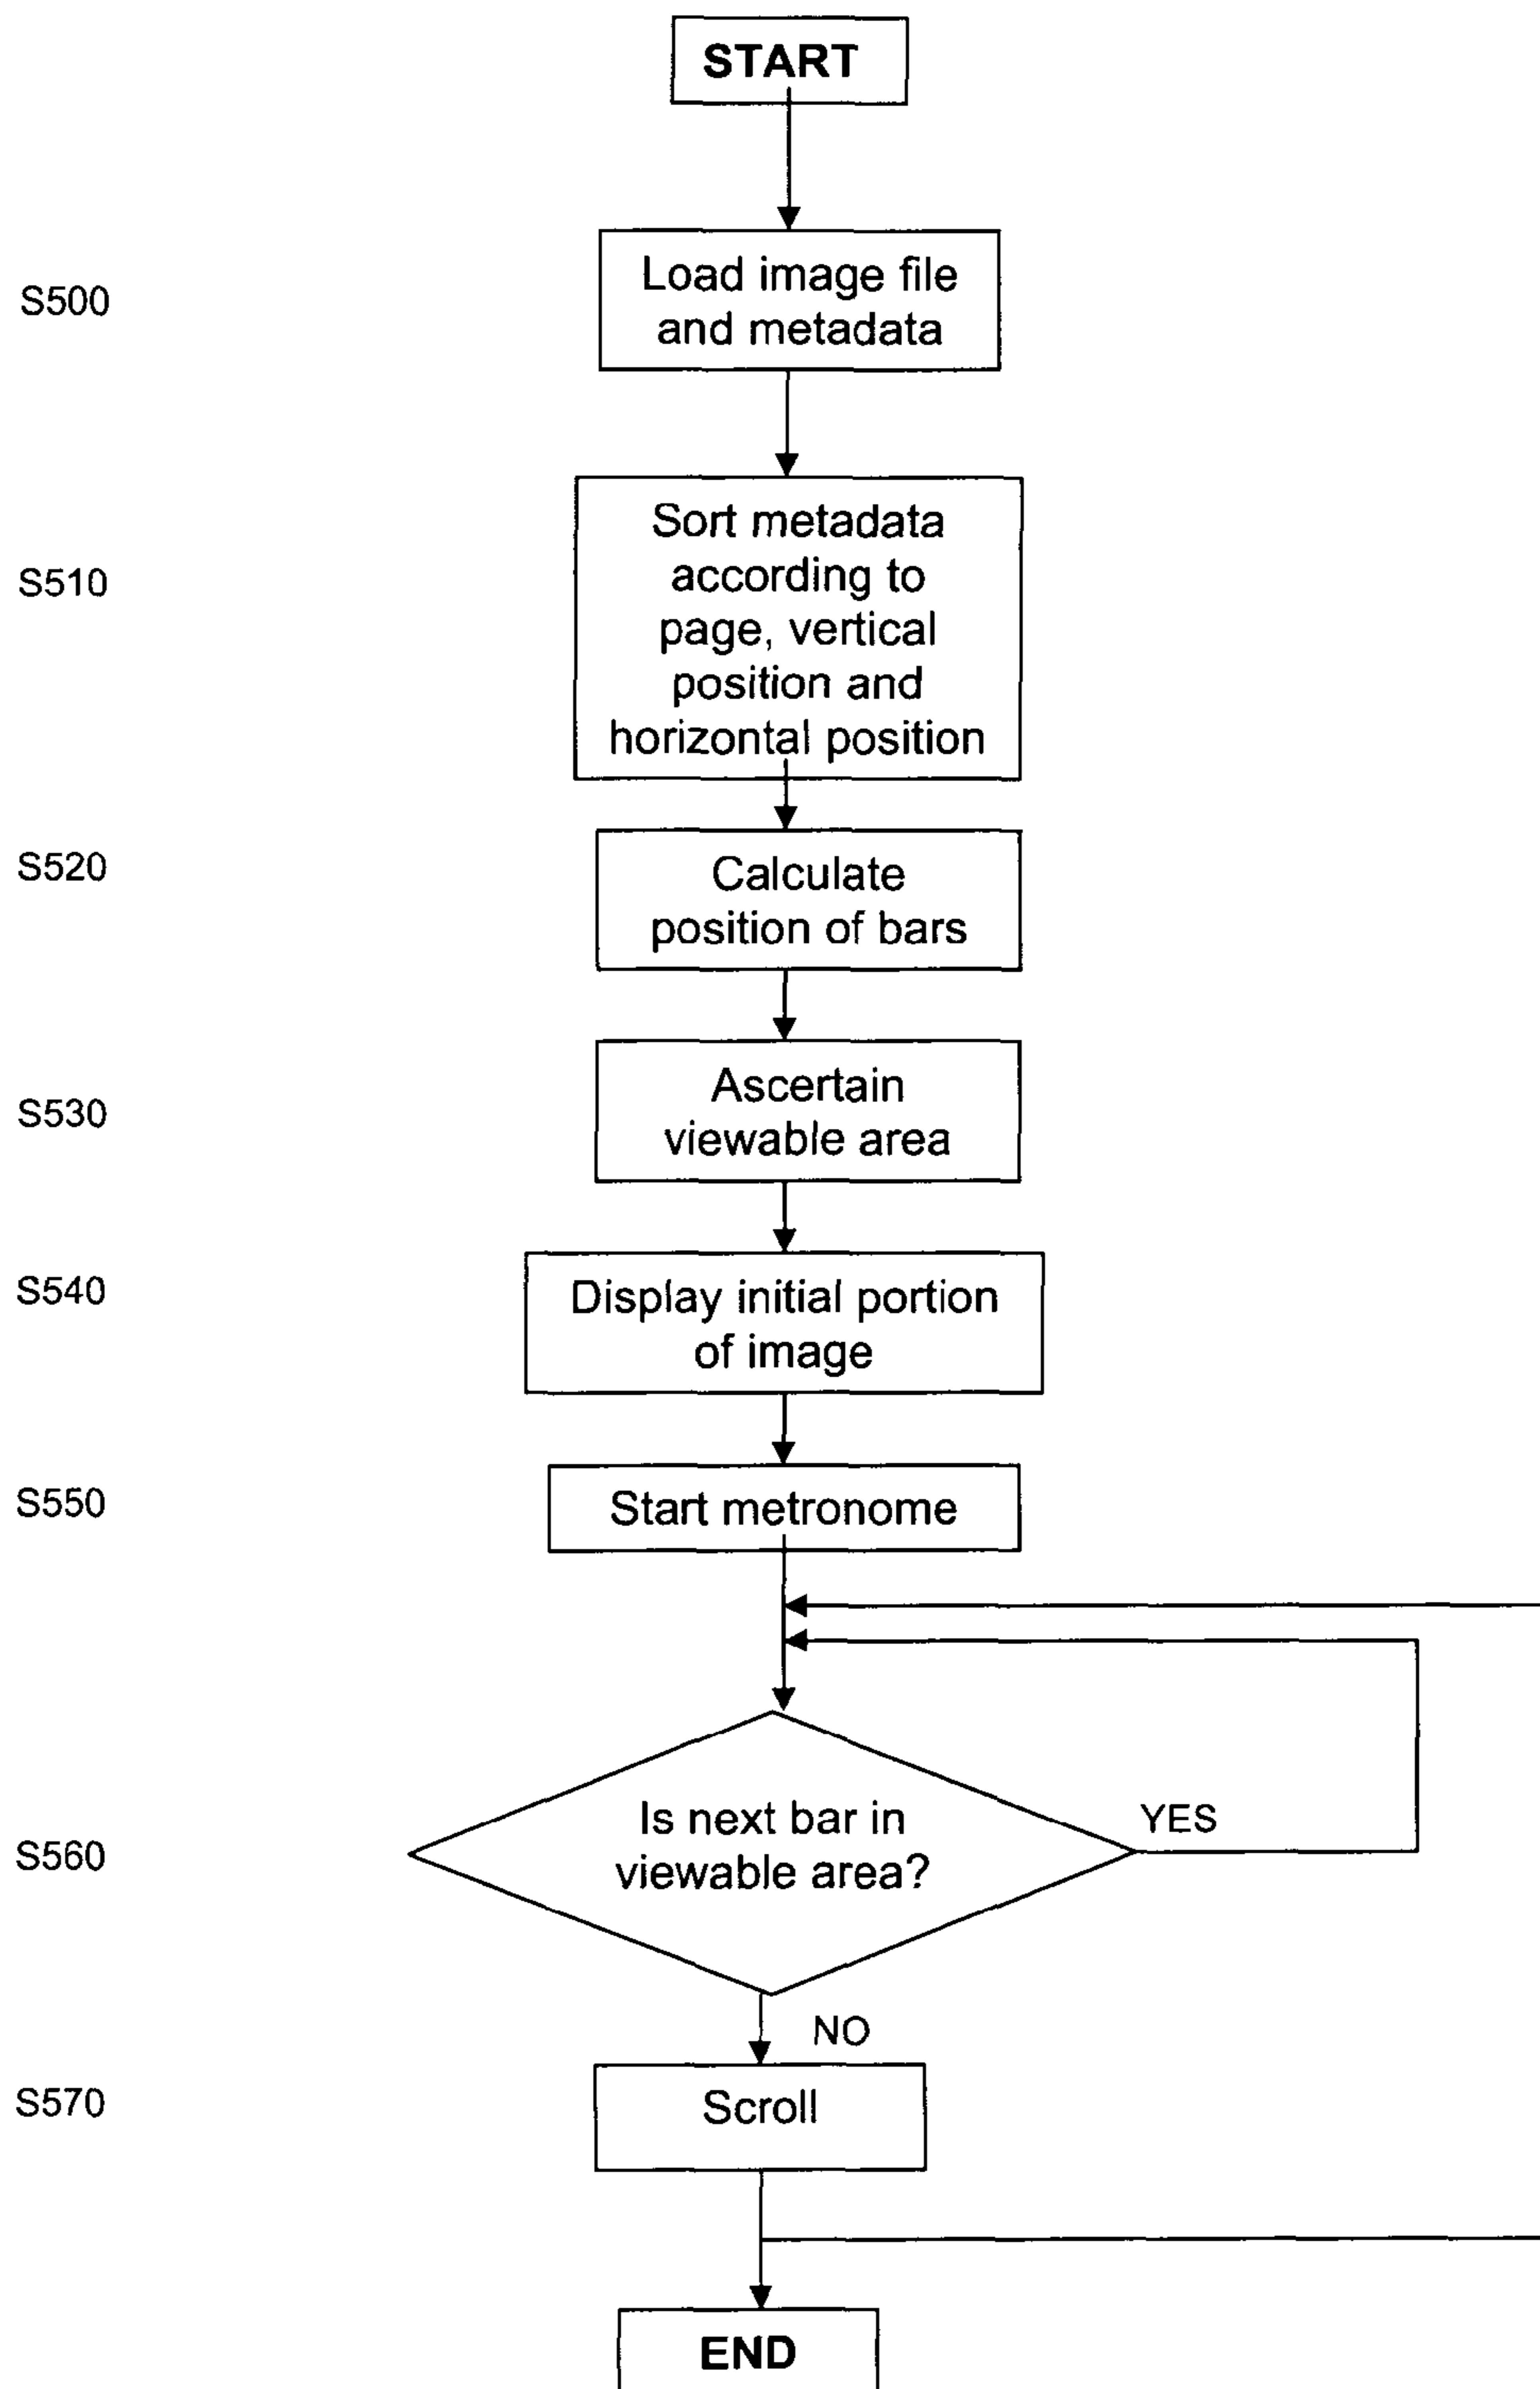 START
S500
Load image file
and metadata
S510
Sort metadata
according to
page, vertical
position and
horizontal position
S520
Calculate
position of bars
S530
Ascertain
viewable area
S540
Display initial portion
of image
S550
Start metronome
S560
Is next bar in
viewable area?
YES
NO
S570
Scroll
END